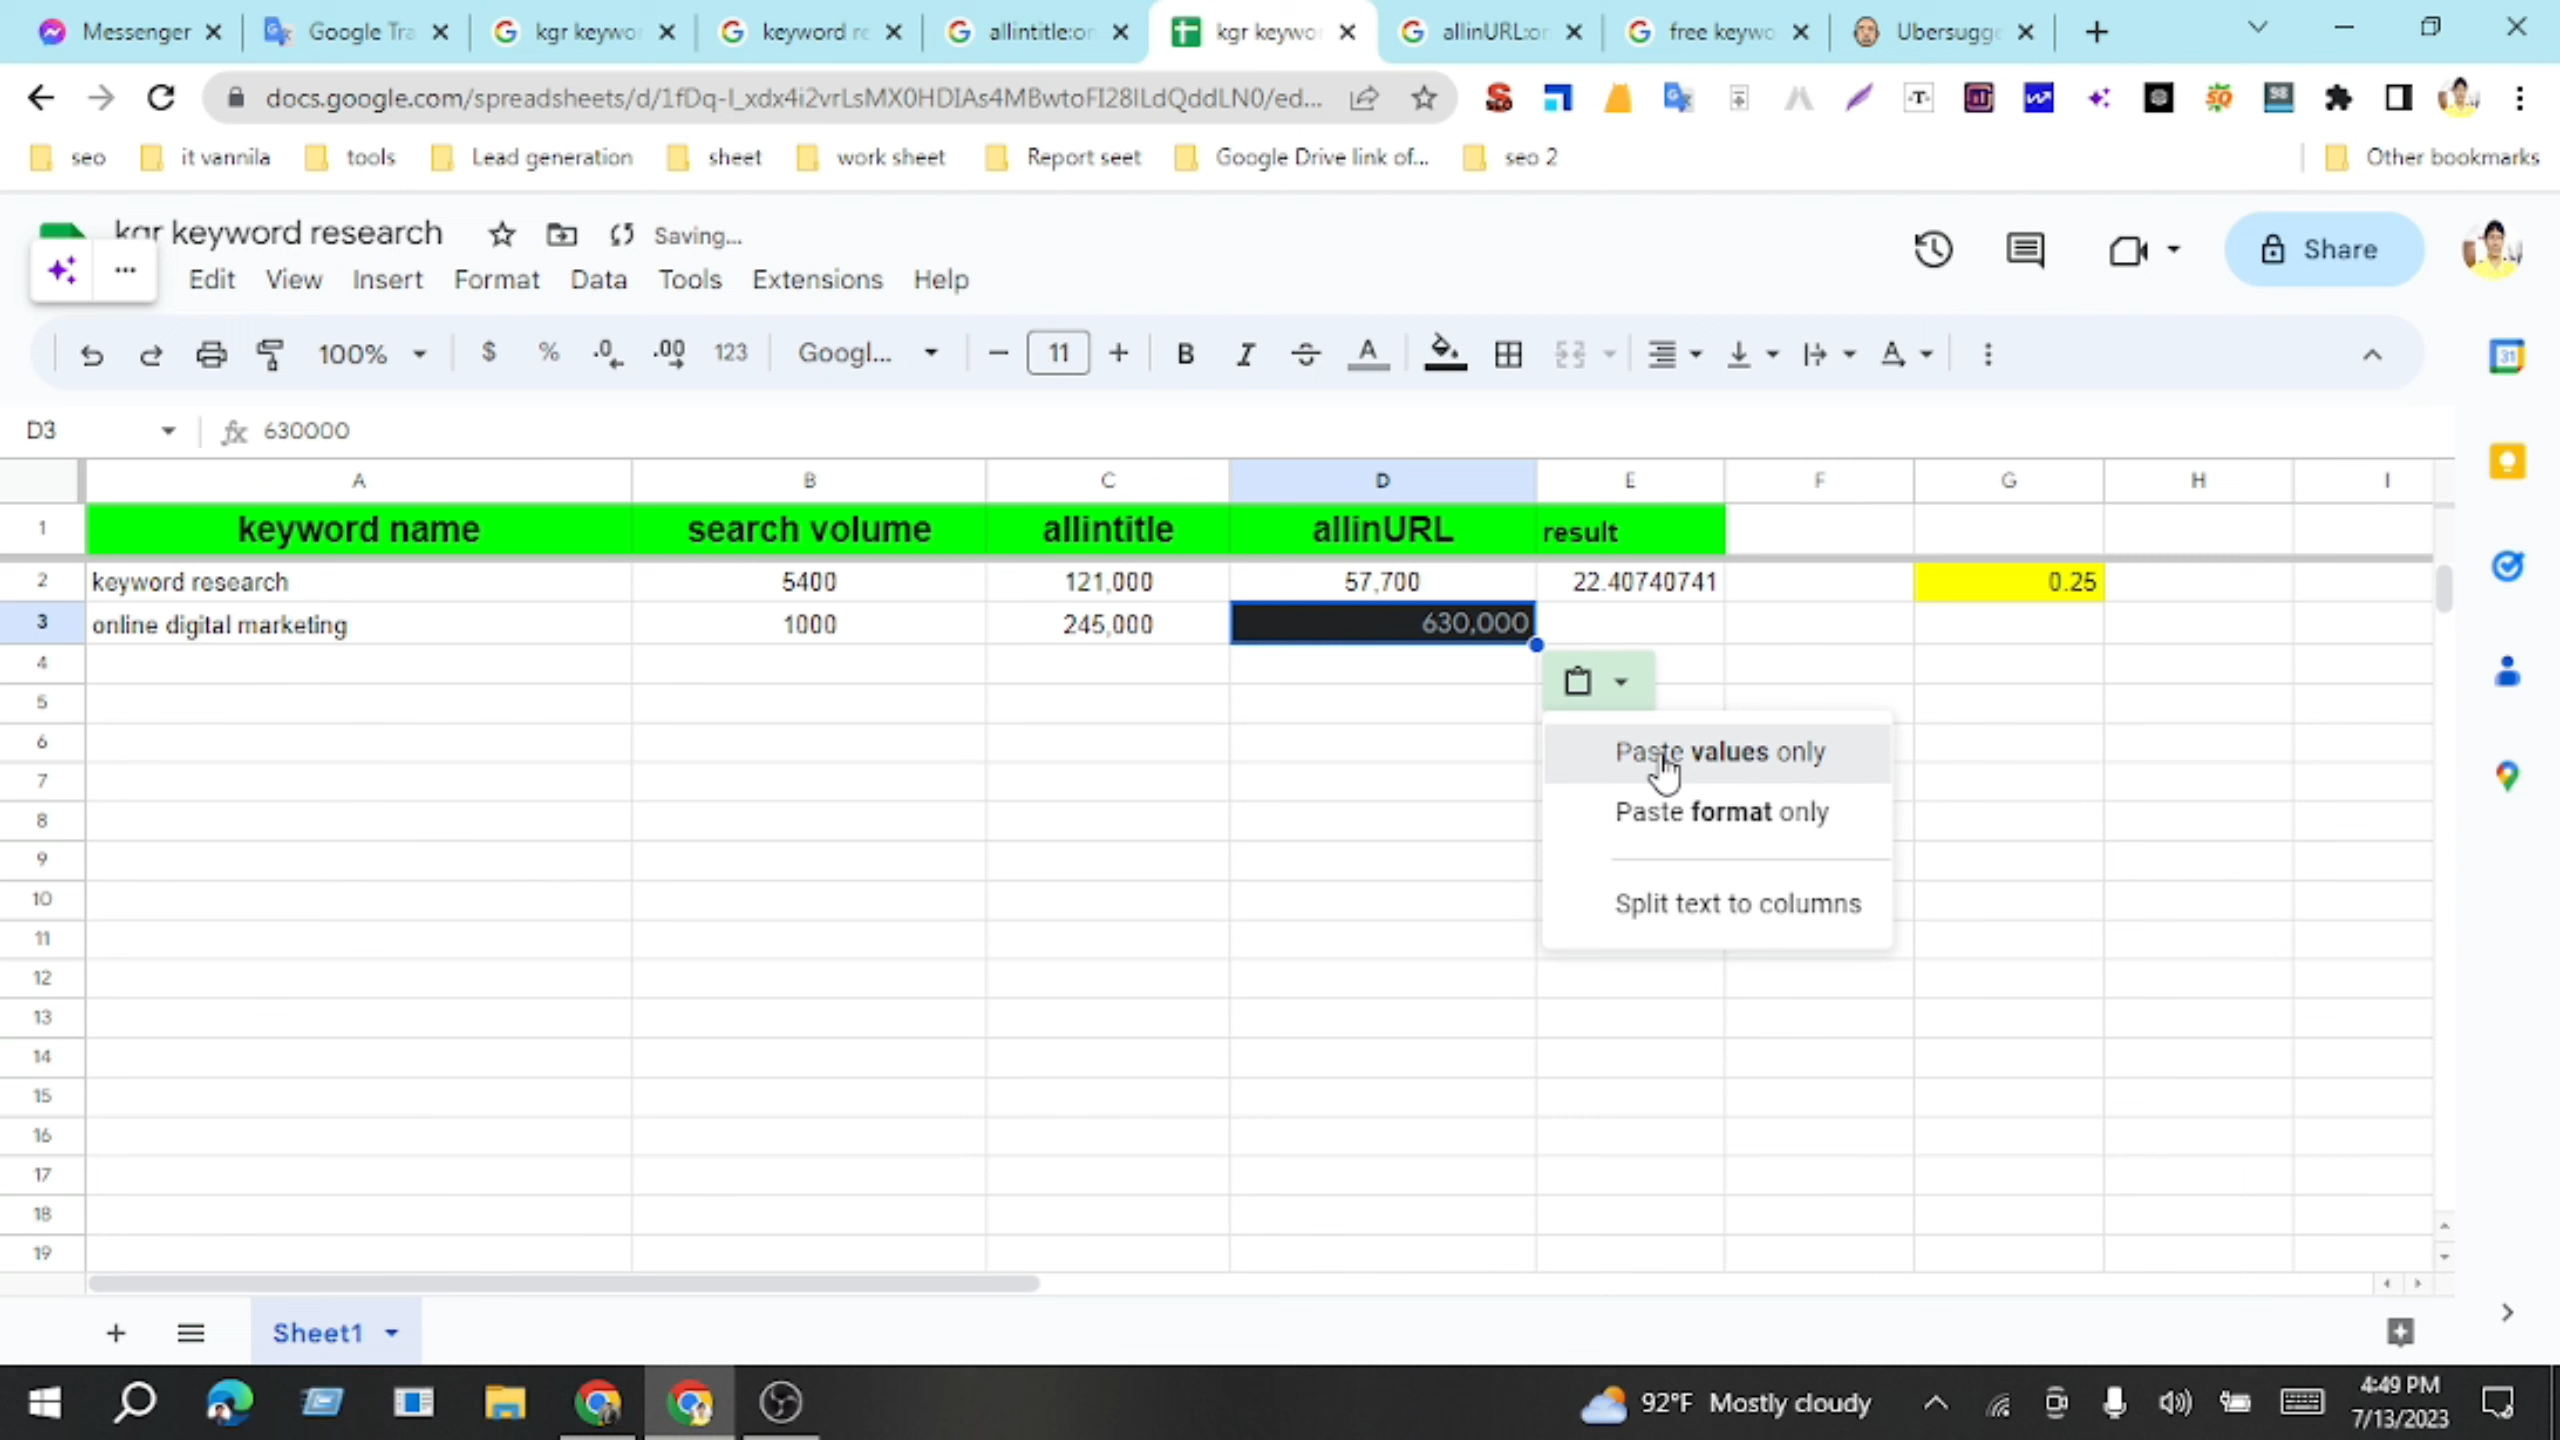 Messenger
Google Tra
kgr keywo
keyword re
allintitle:on
kgr keywo
allinURL:or
free keywo
Ubersugge
docs.google.com/spreadsheets/d/1fDq-I_xdx4i2vrLsMX0HDIAs4MBwtoFI28ILdQddLN0/ed...
seo
it vannila
tools
Lead generation
sheet
work sheet
Report seet
Google Drive link of...
seo 2
Other bookmarks
kgr keyword research
Saving...
Share
Edit View Insert Format Data Tools Extensions Help
100% $ % .0 .00 123 Googl... 11 B I A
D3 fx 630000
A B C D E F G H I
1 keyword name search volume allintitle allinURL result
2 keyword research 5400 121,000 57,700 22.40740741 0.25
3 online digital marketing 1000 245,000 630,000
4
5
6
Paste values only
7
8
Paste format only
9
10
Split text to columns
11
12
13
14
15
16
17
18
19
Sheet1
92°F Mostly cloudy
4:49 PM
7/13/2023